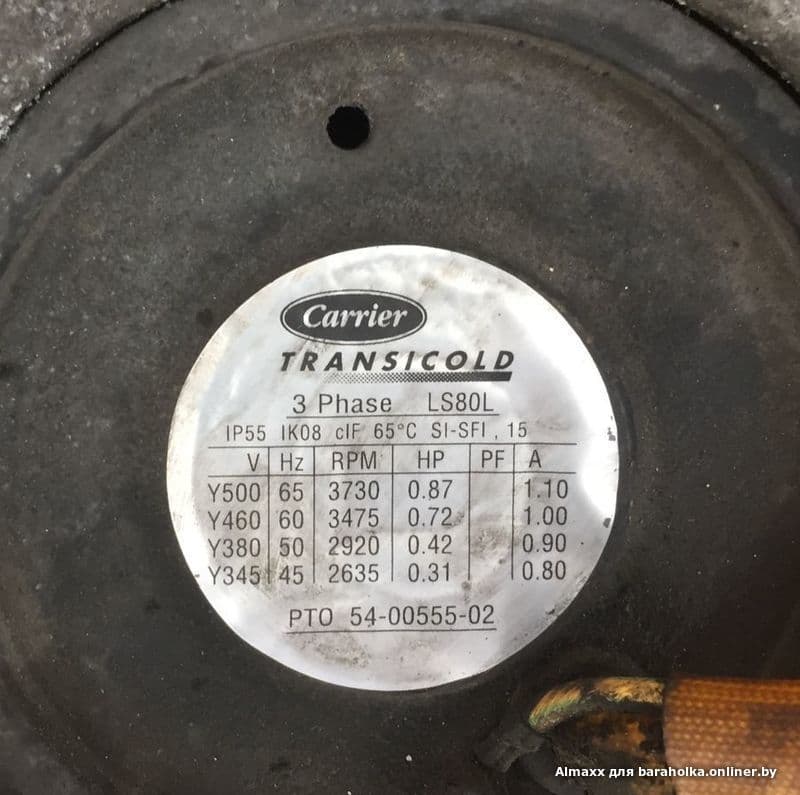 Carrier
TRANSICOLD
3 Phase LS80L
IP55 IK08 cIF 65°C SI-SFI, 15
V Hz RPM HP PF A
Y500 65 3730 0.87 1.10
Y460 60 3475 0.72 1.00
Y380 50 2920 0.42 0.90
Y345 45 2635 0.31 0.80
PTO 54-00555-02
Almaxx для baraholka.onliner.by